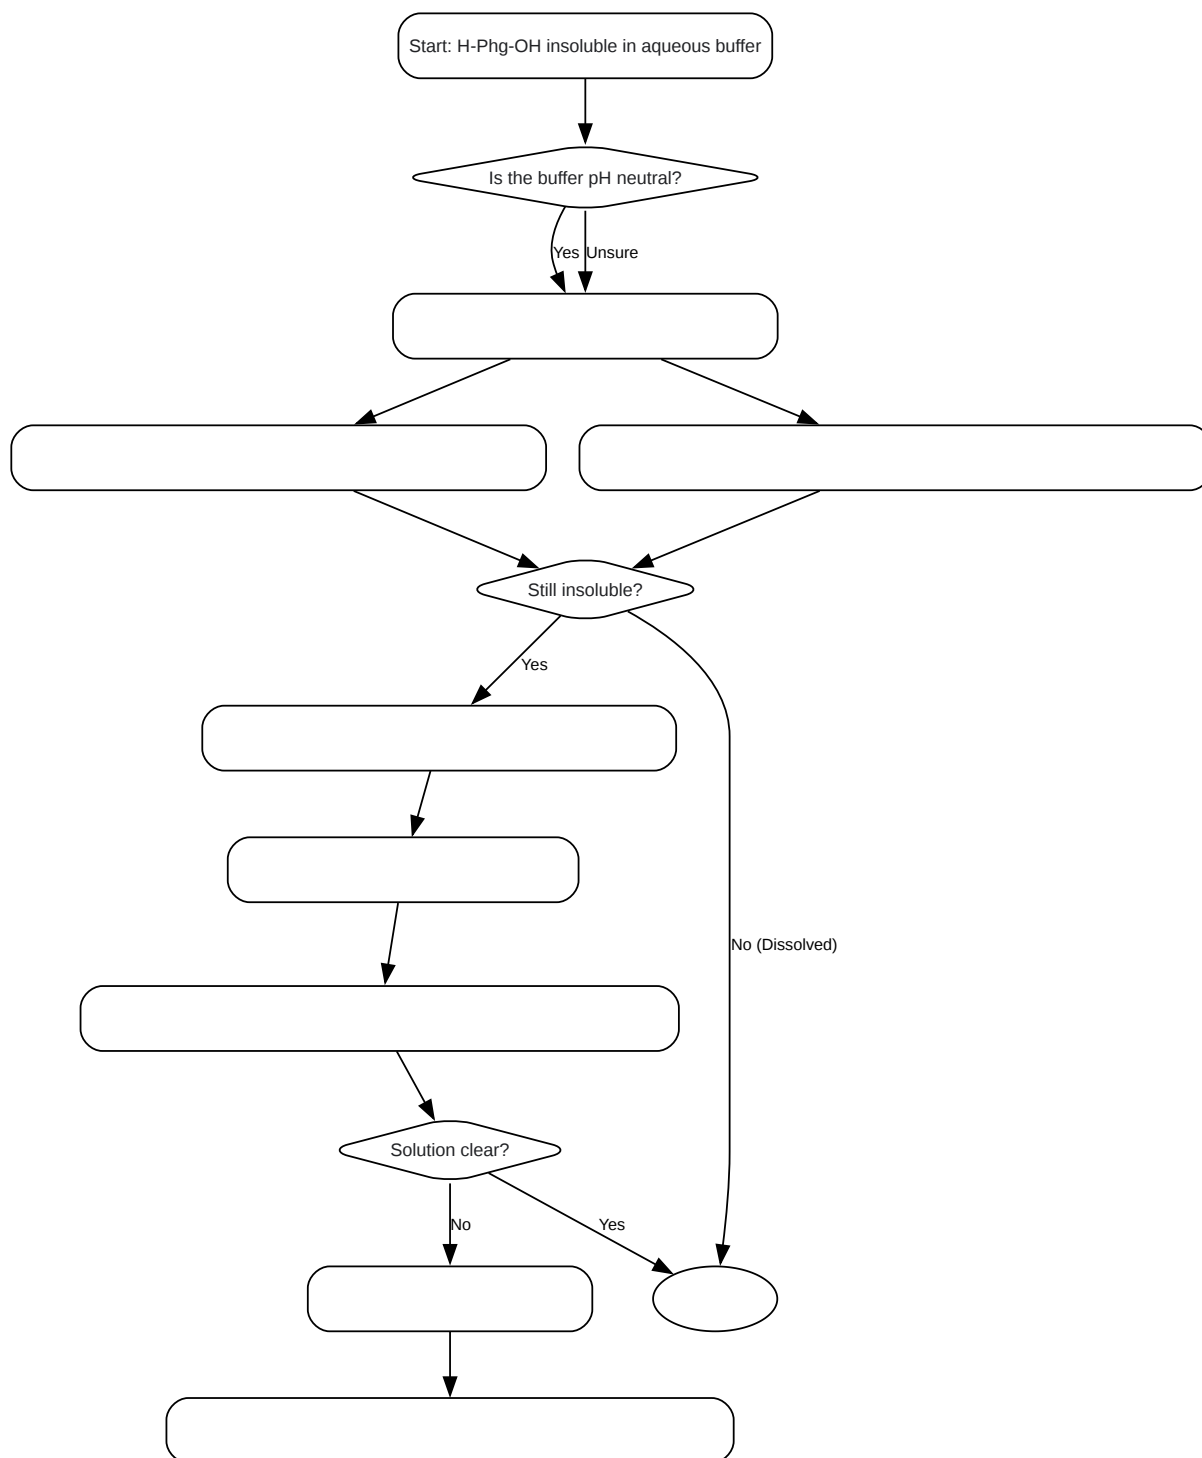 Start: H-Phg-OH insoluble in aqueous buffer
Is the buffer pH neutral?
Yes
Unsure
Still insoluble?
Yes
No (Dissolved)
Solution clear?
No
Yes